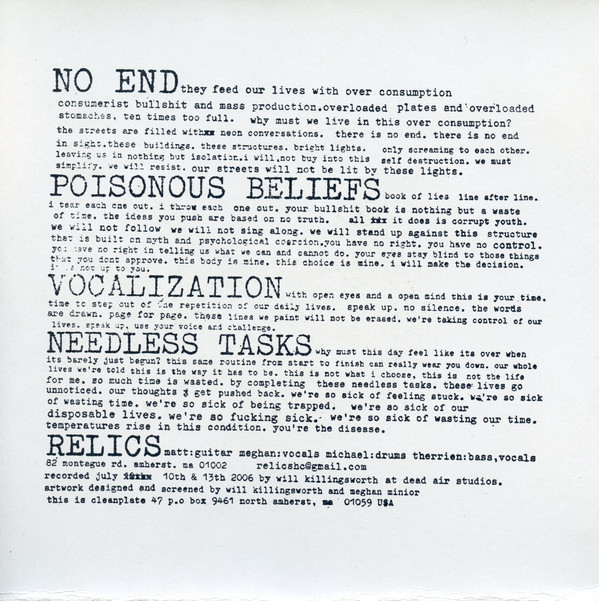 NO END they feed our lives with over consumption
consumerist bullshit and mass production.overloaded plates and overloaded
stomaches. ten times too full. why must we live in this over consumption?
the streets are filled with neon conversations. there is no end. there is no end
in sight.these buildings. these structures. bright lights. only screaming to each other.
leaving us in nothing but isolation.i will.not buy into this self destruction. we must
simplify. we will resist. our streets will not be lit by these lights.
POISONOUS BELIEFS book of lies line after line.
i tear each one out. i throw each one out. your bullshit book is nothing but a waste
of time. the ideas you push are based on no truth. all it does is corrupt youth.
we will not follow we will not sing along. we will stand up against this structure
that is built on myth and psychological coercion.you have no right. you have no control.
you have no right in telling us what we can and cannot do. your eyes stay blind to those things
that you dont approve. this body is mine. this choice is mine. i will make the decision.
it is not up to you.
VOCALIZATION with open eyes and a open mind this is your time.
time to step out of the repetition of our daily lives. speak up. no silence. the words
are drawn. page for page. these lines we paint will not be erased. we're taking control of our
lives. speak up. use your voice and challenge.
NEEDLESS TASKS why must this day feel like its over when
its barely just begun? this same routine from start to finish can really wear you down. our whole
lives we're told this is the way it has to be. this is not what i choose, this is not the life
for me. so much time is wasted. by completing these needless tasks. these lives go
unnoticed. our thoughts get pushed back. we're so sick of feeling stuck. we're so sick
of wasting time. we're so sick of being trapped. we're so sick of our
disposable lives. we're so fucking sick. we're so sick of wasting our time.
temperatures rise in this condition. you're the disease.
RELICS matt:guitar meghan:vocals michael:drums therrien:bass,vocals
82 montague rd. amherst. ma 01002 relicshc@gmail.com
recorded july 10th & 13th 2006 by will killingsworth at dead air studios.
artwork designed and screened by will killingsworth and meghan minior
this is cleanplate 47 p.o box 9461 north amherst, ma 01059 USA